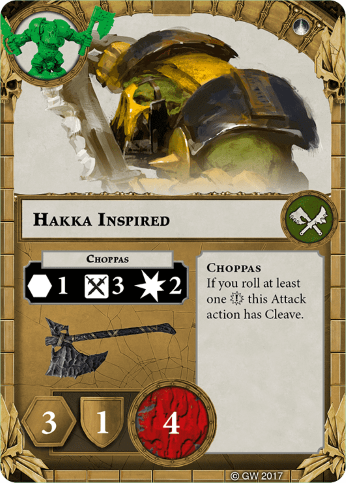 HAKKA INSPIRED
CHOPPAS
1 3 2
CHOPPAS
If you roll at least
one this Attack
action has Cleave.
3 1 4
© GW 2017